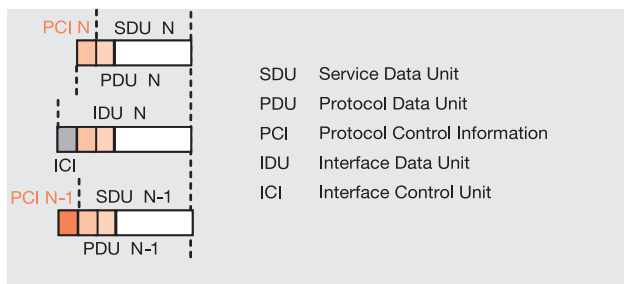 PCI N SDU N
PDU N
IDU N
ICI
PCI N-1 SDU N-1
PDU N-1
SDU Service Data Unit
PDU Protocol Data Unit
PCI Protocol Control Information
IDU Interface Data Unit
ICI Interface Control Unit